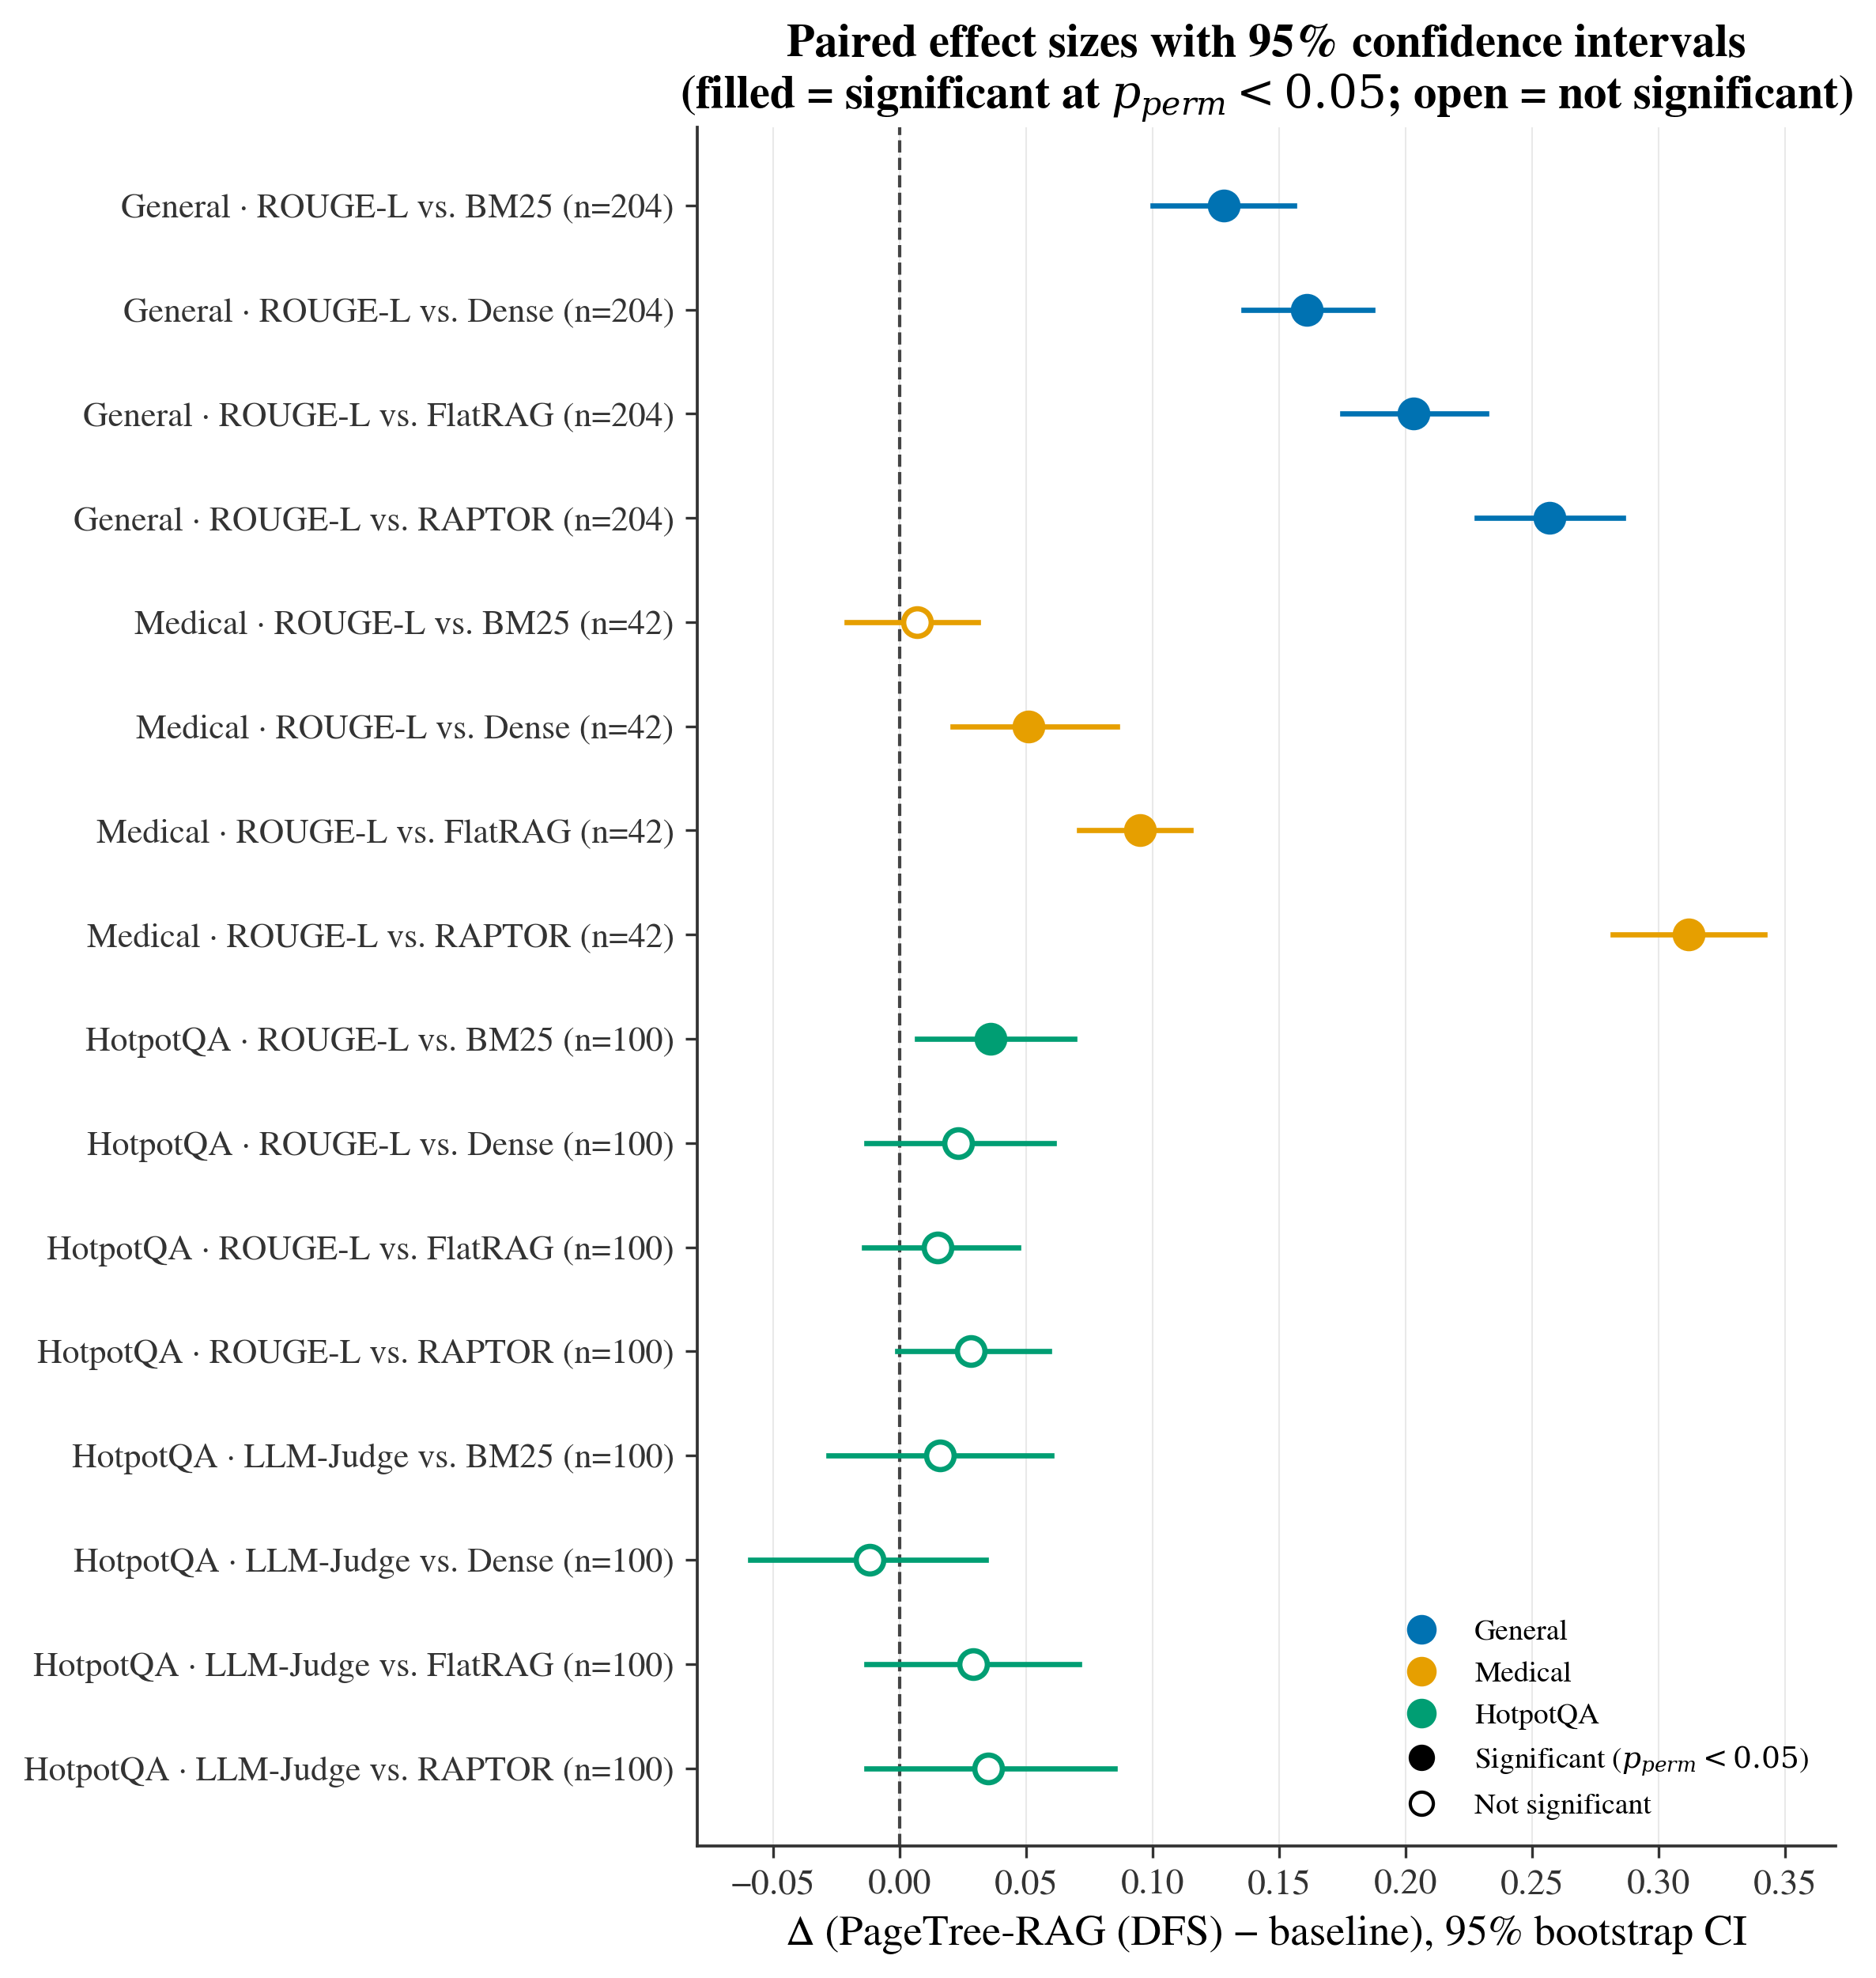 Paired effect sizes with 95% confidence intervals
(filled = significant at p_perm < 0.05; open = not significant)
General · ROUGE-L vs. BM25 (n=204)
General · ROUGE-L vs. Dense (n=204)
General · ROUGE-L vs. FlatRAG (n=204)
General · ROUGE-L vs. RAPTOR (n=204)
Medical · ROUGE-L vs. BM25 (n=42)
Medical · ROUGE-L vs. Dense (n=42)
Medical · ROUGE-L vs. FlatRAG (n=42)
Medical · ROUGE-L vs. RAPTOR (n=42)
HotpotQA · ROUGE-L vs. BM25 (n=100)
HotpotQA · ROUGE-L vs. Dense (n=100)
HotpotQA · ROUGE-L vs. FlatRAG (n=100)
HotpotQA · ROUGE-L vs. RAPTOR (n=100)
HotpotQA · LLM-Judge vs. BM25 (n=100)
HotpotQA · LLM-Judge vs. Dense (n=100)
HotpotQA · LLM-Judge vs. FlatRAG (n=100)
HotpotQA · LLM-Judge vs. RAPTOR (n=100)
General
Medical
HotpotQA
Significant (p_perm < 0.05)
Not significant
−0.05 0.00 0.05 0.10 0.15 0.20 0.25 0.30 0.35
Δ (PageTree-RAG (DFS) − baseline), 95% bootstrap CI